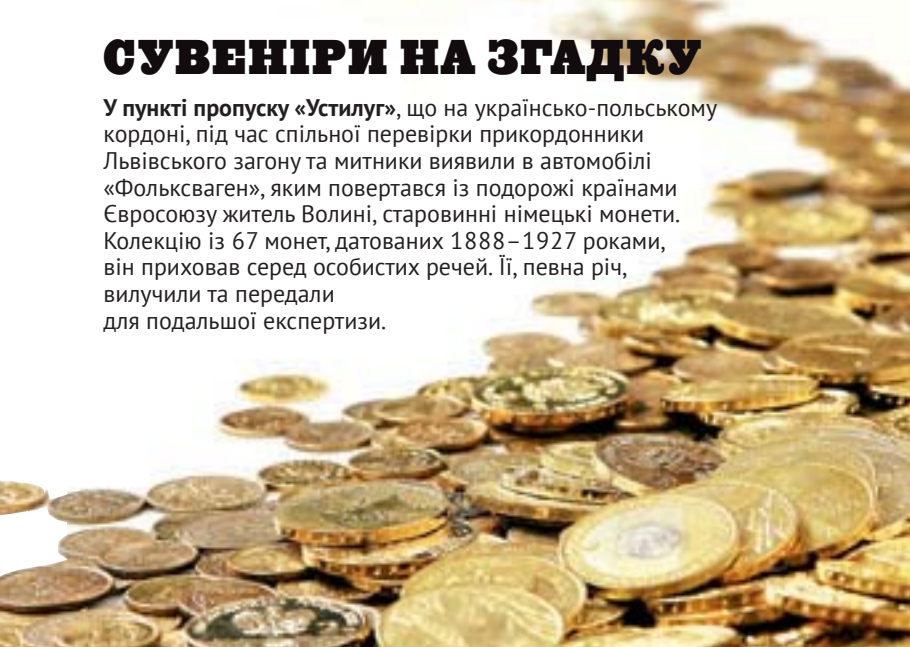 СУВЕНІРИ НА ЗГАДКУ
У пункті пропуску «Устилуг», що на українсько-польському
кордоні, під час спільної перевірки прикордонники
Львівського загону та митники виявили в автомобілі
«Фольксваген», яким повертався із подорожі країнами
Євросоюзу житель Волині, старовинні німецькі монети.
Колекцію із 67 монет, датованих 1888–1927 роками,
він приховав серед особистих речей. Її, певна річ,
вилучили та передали
для подальшої експертизи.